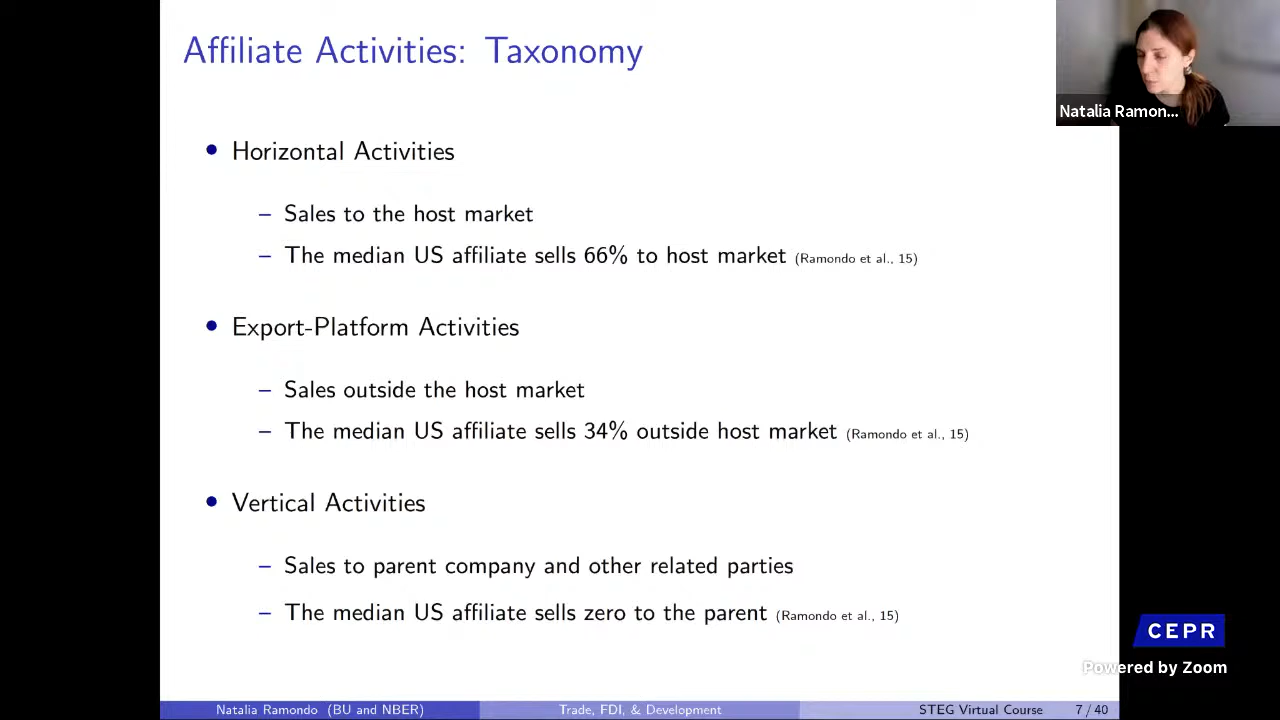 Affiliate Activities: Taxonomy
Natalia Ramon...
• Horizontal Activities
– Sales to the host market
– The median US affiliate sells 66% to host market (Ramondo et al., 15)
• Export-Platform Activities
– Sales outside the host market
– The median US affiliate sells 34% outside host market (Ramondo et al., 15)
• Vertical Activities
– Sales to parent company and other related parties
– The median US affiliate sells zero to the parent (Ramondo et al., 15)
CEPR
Powered by Zoom
Natalia Ramondo (BU and NBER) Trade, FDI, & Development STEG Virtual Course 7 / 40